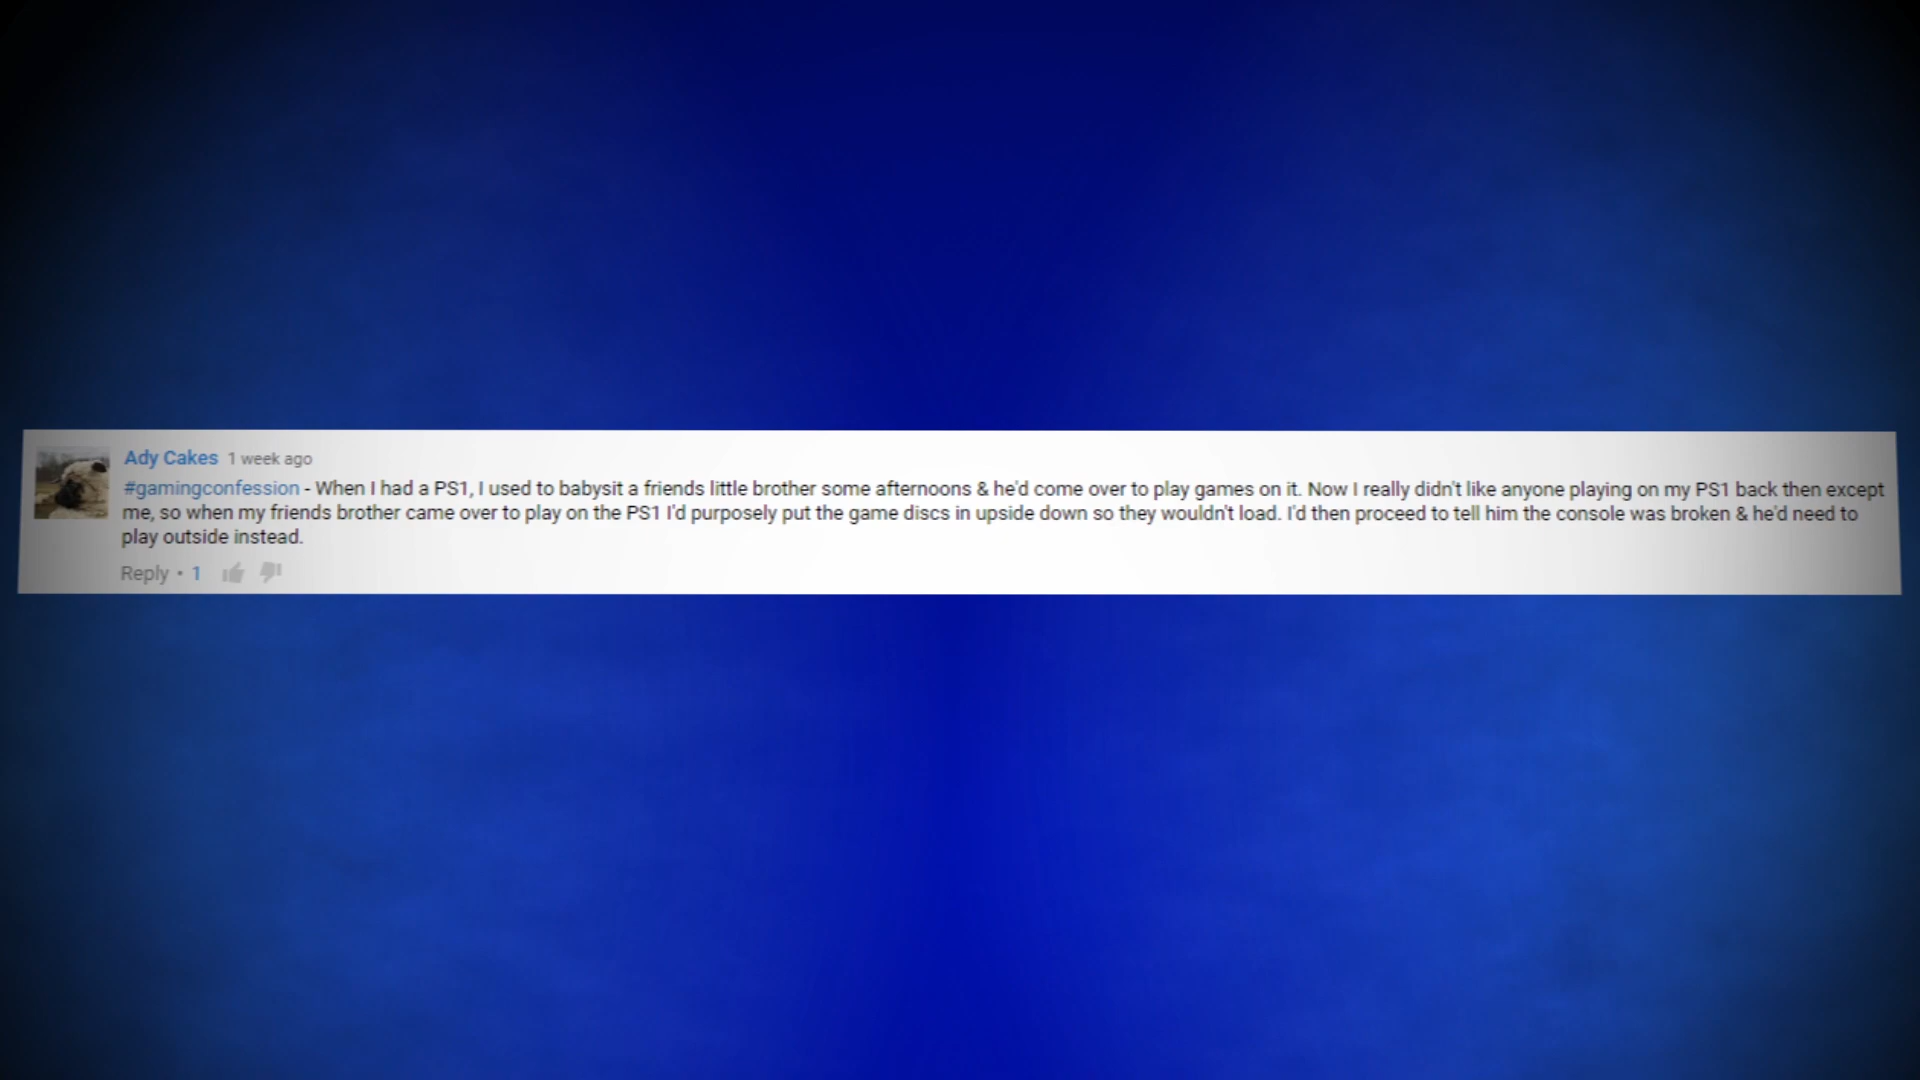 Ady Cakes 1 week ago
#gamingconfession - When I had a PS1, I used to babysit a friends little brother some afternoons & he'd come over to play games on it. Now I really didn't like anyone playing on my PS1 back then except
me, so when my friends brother came over to play on the PS1 I'd purposely put the game discs in upside down so they wouldn't load. I'd then proceed to tell him the console was broken & he'd need to
play outside instead.
Reply • 1